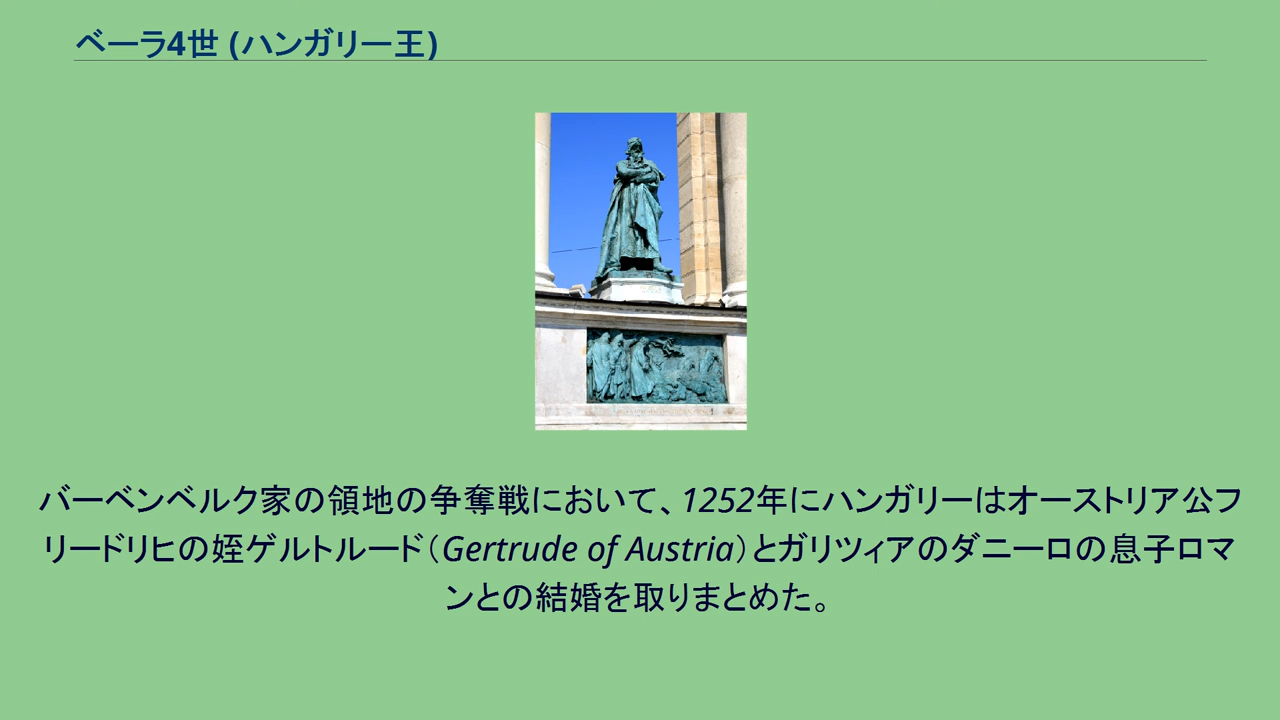 ベーラ4世 (ハンガリー王)
バーベンベルク家の領地の争奪戦において、1252年にハンガリーはオーストリア公フ
リードリヒの姪ゲルトルード（Gertrude of Austria）とガリツィアのダニーロの息子ロマ
ンとの結婚を取りまとめた。